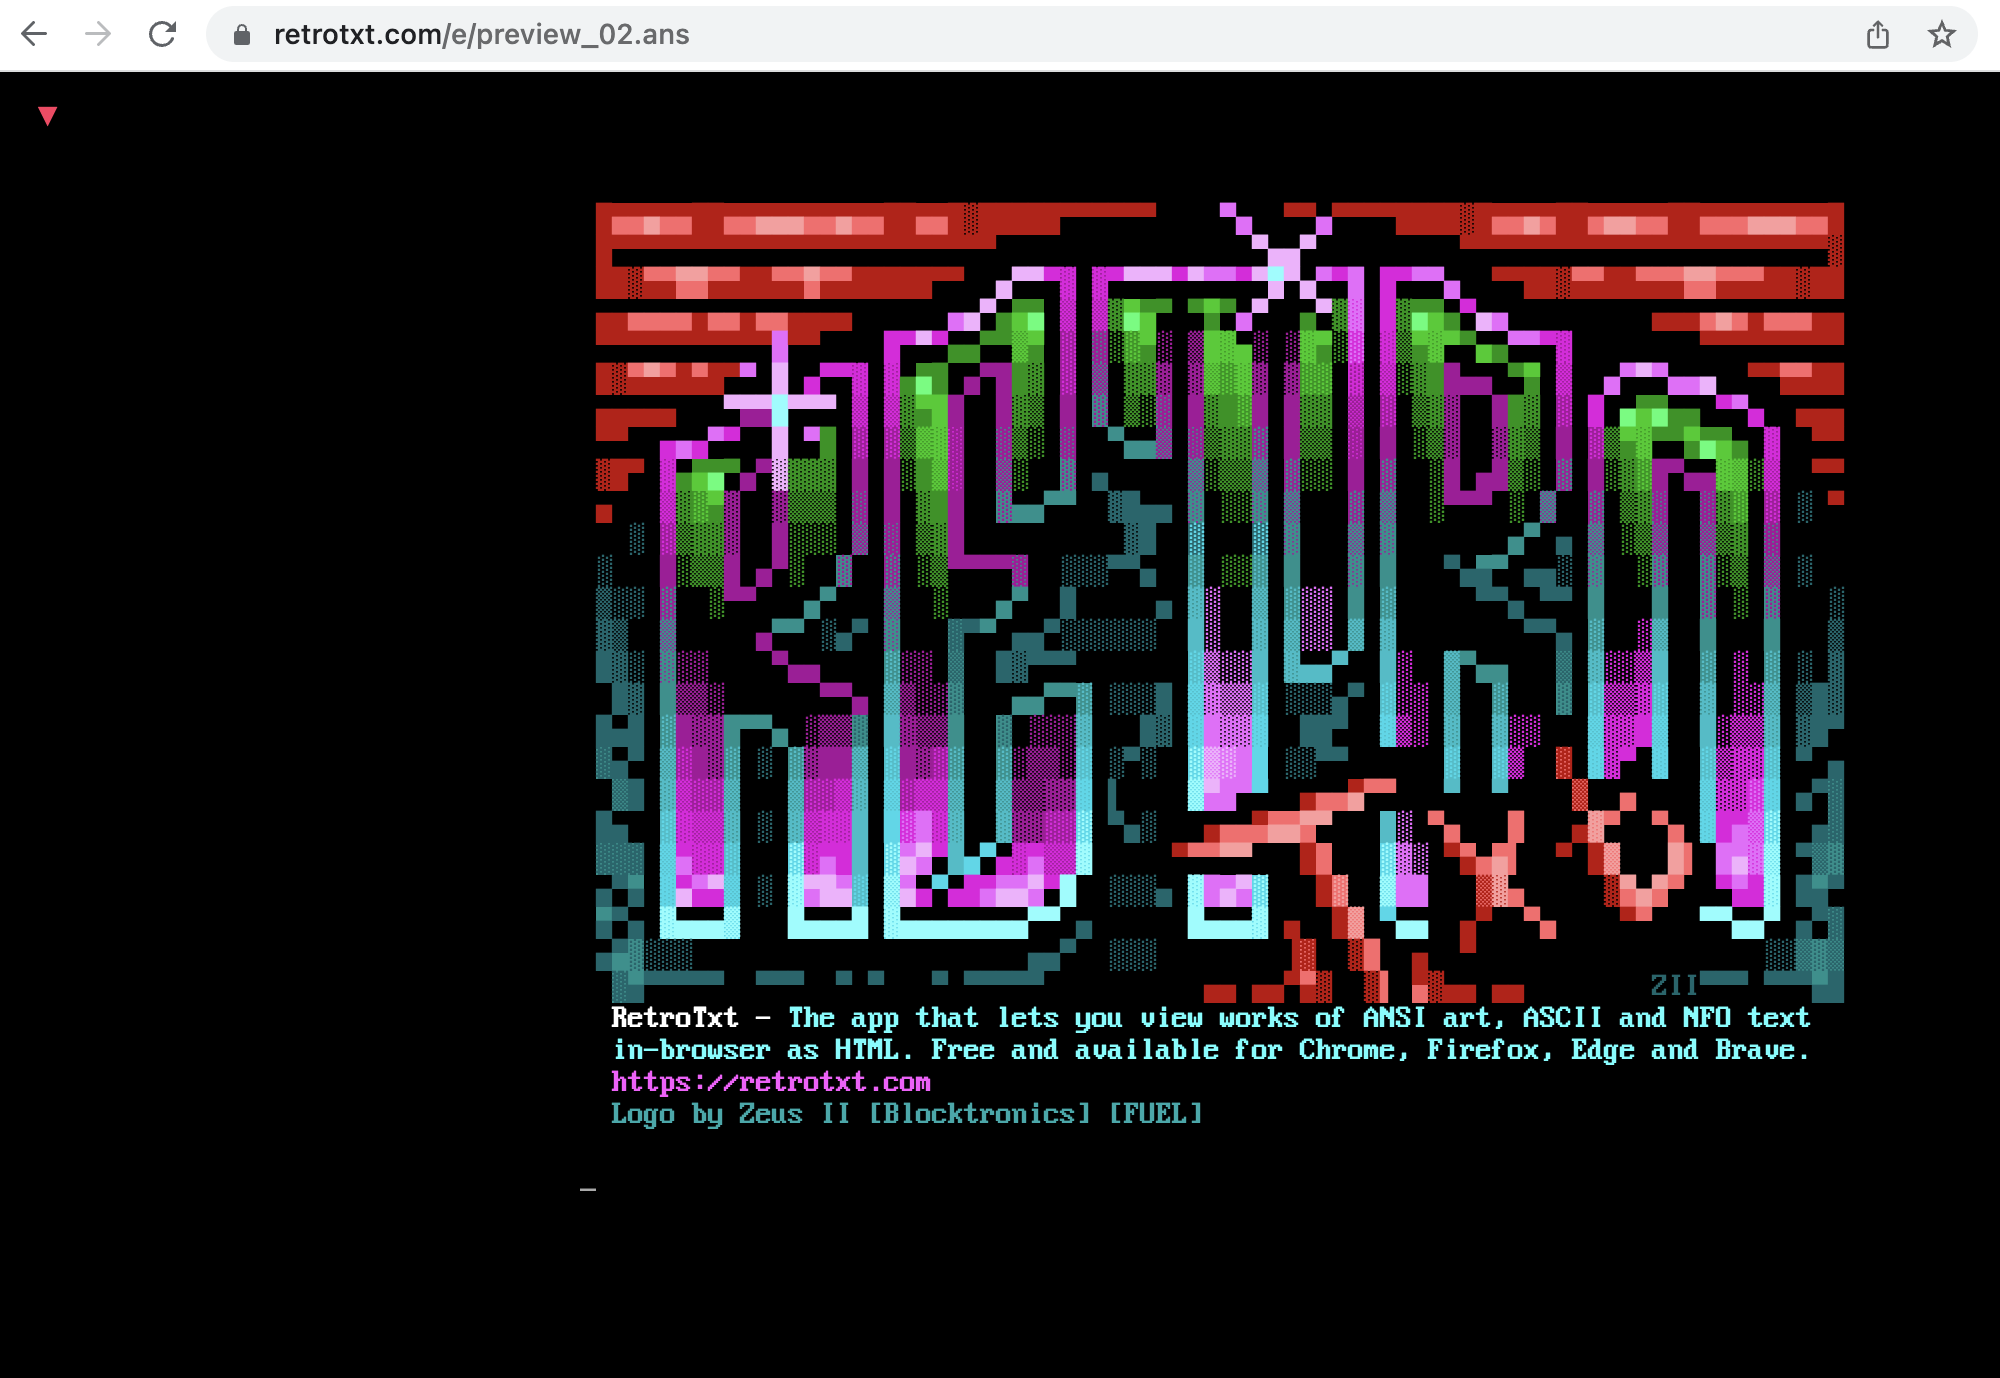 retrotxt.com/e/preview_02.ans
RETRO
Txt
ZII
RetroTxt - The app that lets you view works of ANSI art, ASCII and NFO text
in-browser as HTML. Free and available for Chrome, Firefox, Edge and Brave.
https://retrotxt.com
Logo by Zeus II [Blocktronics] [FUEL]